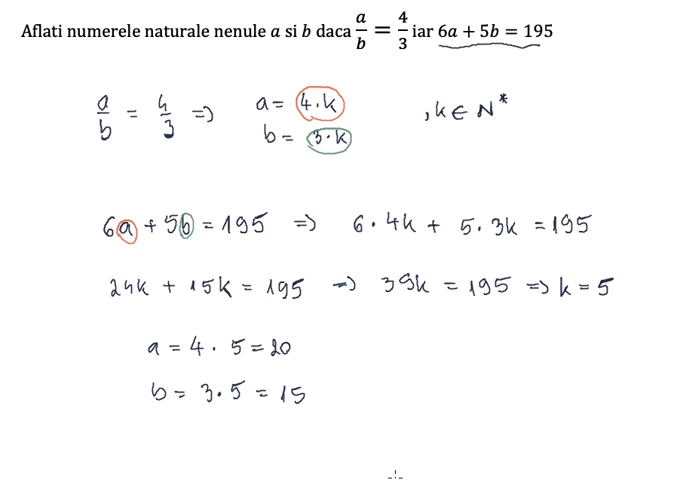 Aflati numerele naturale nenule a si b daca a/b = 4/3 iar 6a + 5b = 195
a/b = 4/3 => a = 4·k , k ∈ N*
b = 3·k
6a + 5b = 195 => 6·4k + 5·3k = 195
24k + 15k = 195 => 39k = 195 => k = 5
a = 4·5 = 20
b = 3·5 = 15